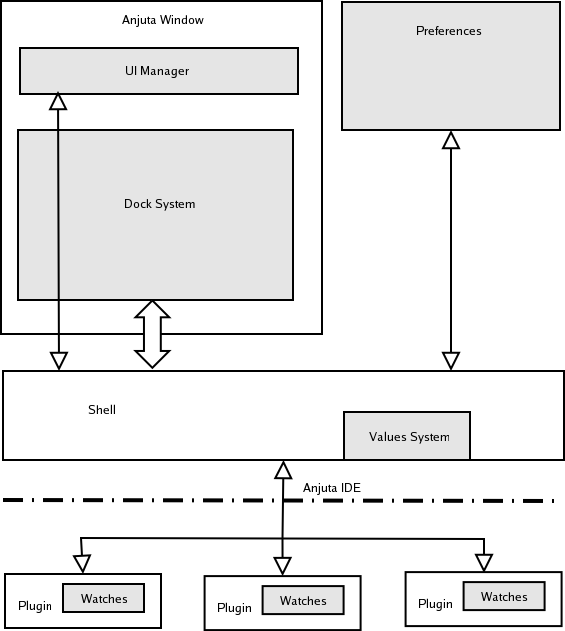 Anjuta Window
Preferences
UI Manager
Dock System
Shell
Values System
Anjuta IDE
Plugin
Watches
Plugin
Watches
Plugin
Watches